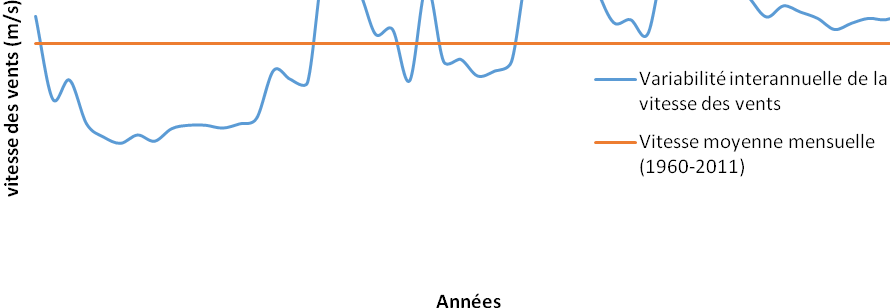 vitesse des vents (m/s)
Variabilité interannuelle de la
vitesse des vents
Vitesse moyenne mensuelle
(1960-2011)
Années